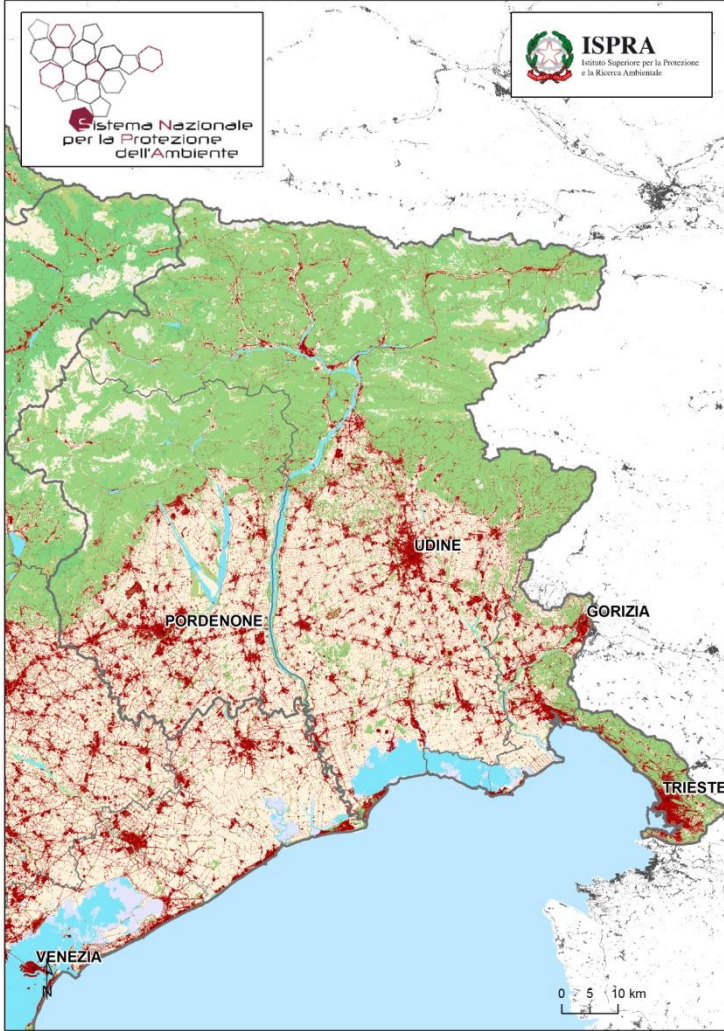 Sistema Nazionale
per la Protezione
dell'Ambiente
ISPRA
Istituto Superiore per la Protezione
e la Ricerca Ambientale
UDINE
PORDENONE
GORIZIA
TRIESTE
VENEZIA
N
0 5 10 km